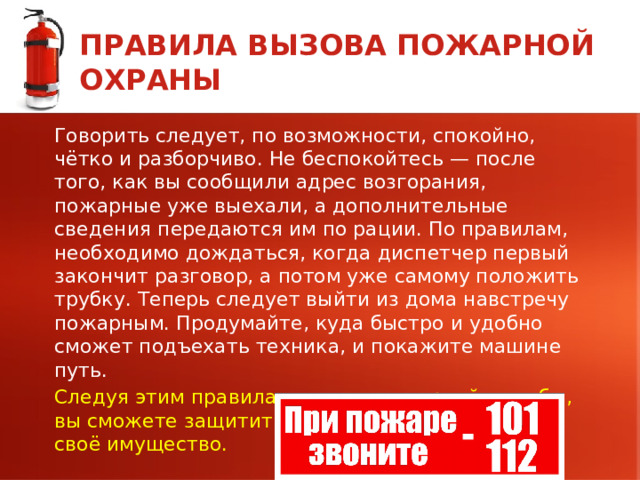 ПРАВИЛА ВЫЗОВА ПОЖАРНОЙ
ОХРАНЫ
Говорить следует, по возможности, спокойно,
чётко и разборчиво. Не беспокойтесь — после
того, как вы сообщили адрес возгорания,
пожарные уже выехали, а дополнительные
сведения передаются им по рации. По правилам,
необходимо дождаться, когда диспетчер первый
закончит разговор, а потом уже самому положить
трубку. Теперь следует выйти из дома навстречу
пожарным. Продумайте, куда быстро и удобно
сможет подъехать техника, и покажите машине
путь.
Следуя этим
вы сможете
своё имущество.
При пожаре
звоните
-
101
112